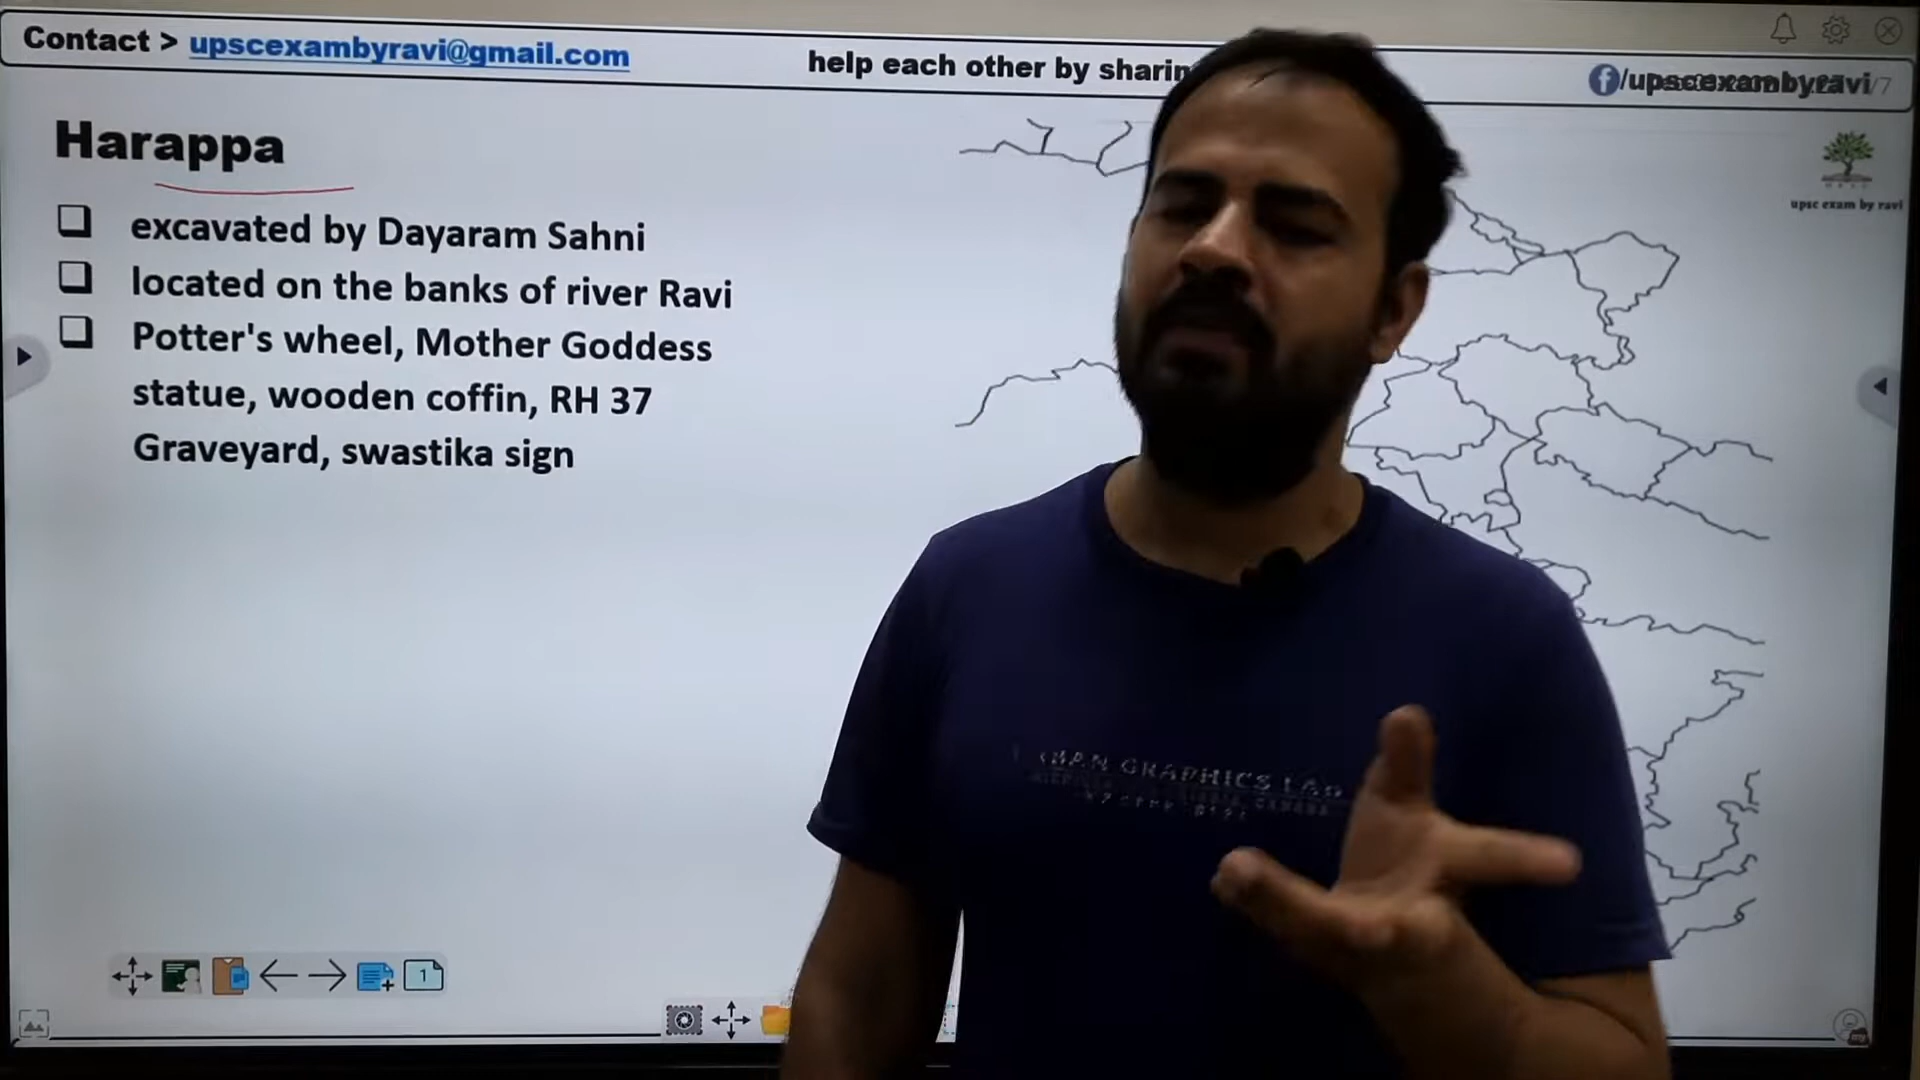 Contact > upscexambyravi@gmail.com
help each other by sharin
/upscexambyravi
upsc exam by ravi
Harappa
❑ excavated by Dayaram Sahni
❑ located on the banks of river Ravi
❑ Potter's wheel, Mother Goddess
statue, wooden coffin, RH 37
Graveyard, swastika sign
GRAPHICS
1